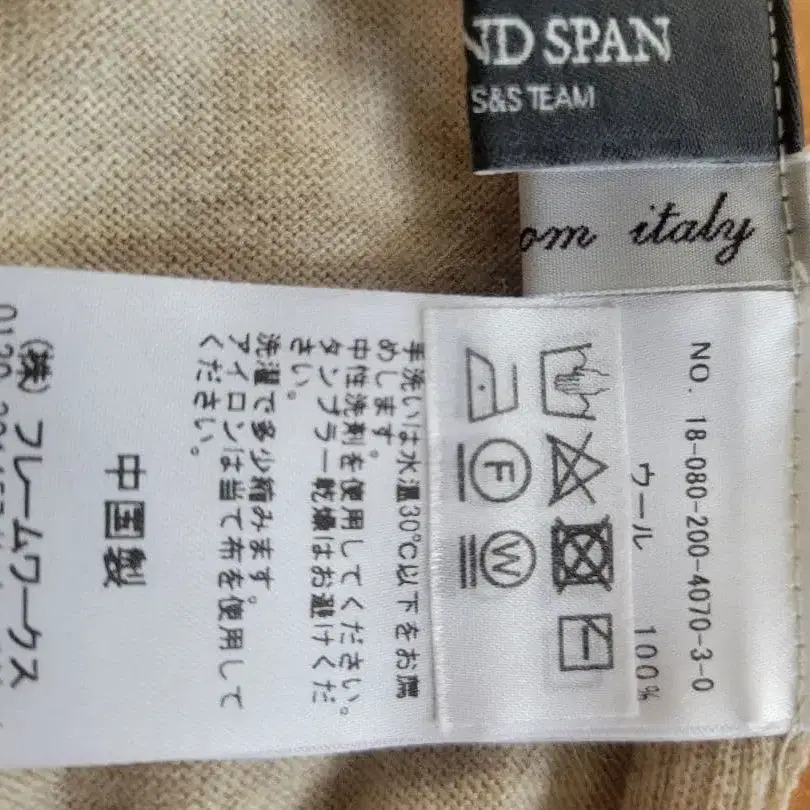 ND SPAN
S&S TEAM
om italy
NO. 18-080-200-4070-3-0
ウール 100%
F
W
手洗いは水温30℃以下をお薦
めします。
中性洗剤を使用してください。
タンブラー乾燥はお避けくだ
さい。
洗濯で多少縮みます。
アイロンは当て布を使用して
ください。
中国製
(株)フレームワークス